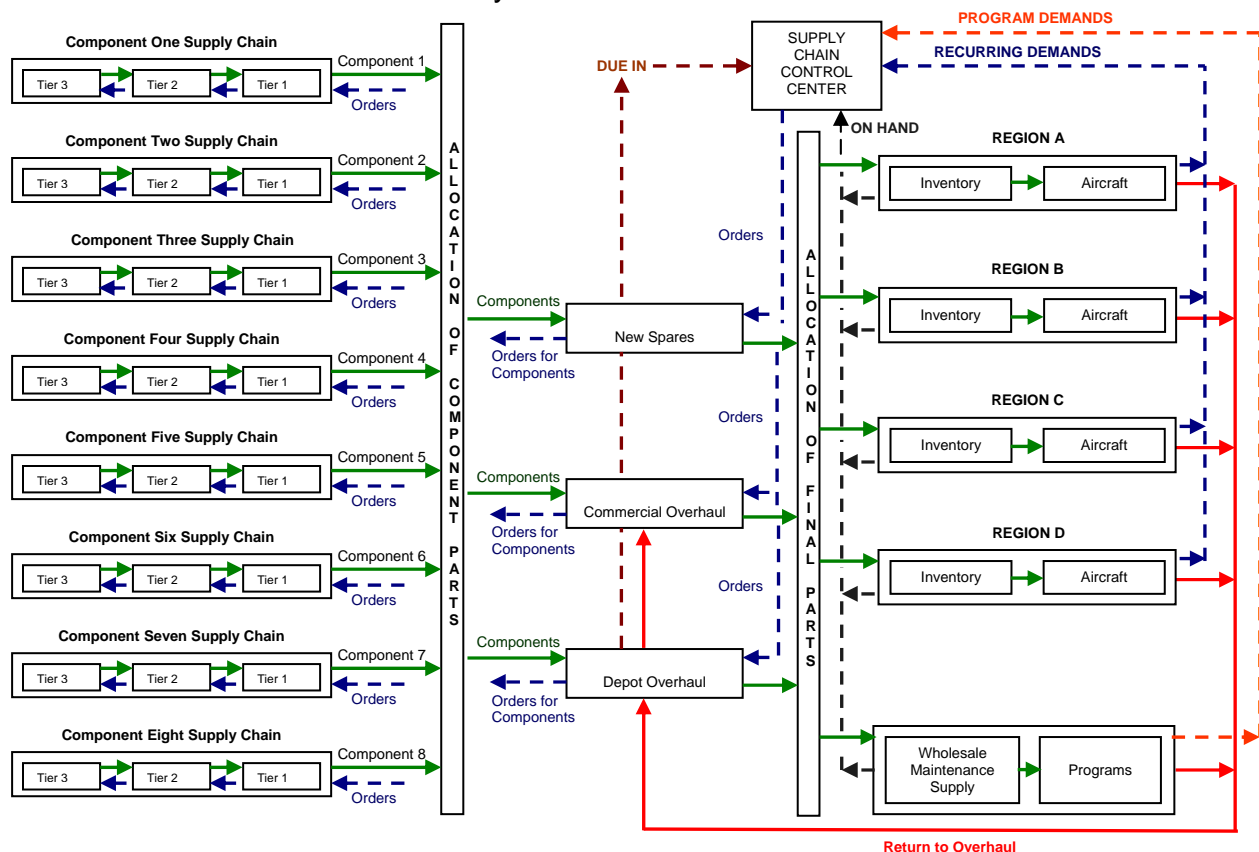 Component One Supply Chain
Tier 3
Tier 2
Tier 1
Component 1
Orders
Component Two Supply Chain
Tier 3
Tier 2
Tier 1
Component 2
Orders
Component Three Supply Chain
Tier 3
Tier 2
Tier 1
Component 3
Orders
Component Four Supply Chain
Tier 3
Tier 2
Tier 1
Component 4
Orders
Component Five Supply Chain
Tier 3
Tier 2
Tier 1
Component 5
Orders
Component Six Supply Chain
Tier 3
Tier 2
Tier 1
Component 6
Orders
Component Seven Supply Chain
Tier 3
Tier 2
Tier 1
Component 7
Orders
Component Eight Supply Chain
Tier 3
Tier 2
Tier 1
Component 8
Orders
ALLOCATION OF COMPONENT PARTS
Components
Orders for
Components
Components
Orders for
Components
Components
Orders for
Components
DUE IN
New Spares
Commercial Overhaul
Depot Overhaul
Orders
Orders
Orders
SUPPLY
CHAIN
CONTROL
CENTER
ALLOCATION OF FINAL PARTS
ON HAND
PROGRAM DEMANDS
RECURRING DEMANDS
REGION A
Inventory
Aircraft
REGION B
Inventory
Aircraft
REGION C
Inventory
Aircraft
REGION D
Inventory
Aircraft
Wholesale
Maintenance
Supply
Programs
Return to Overhaul